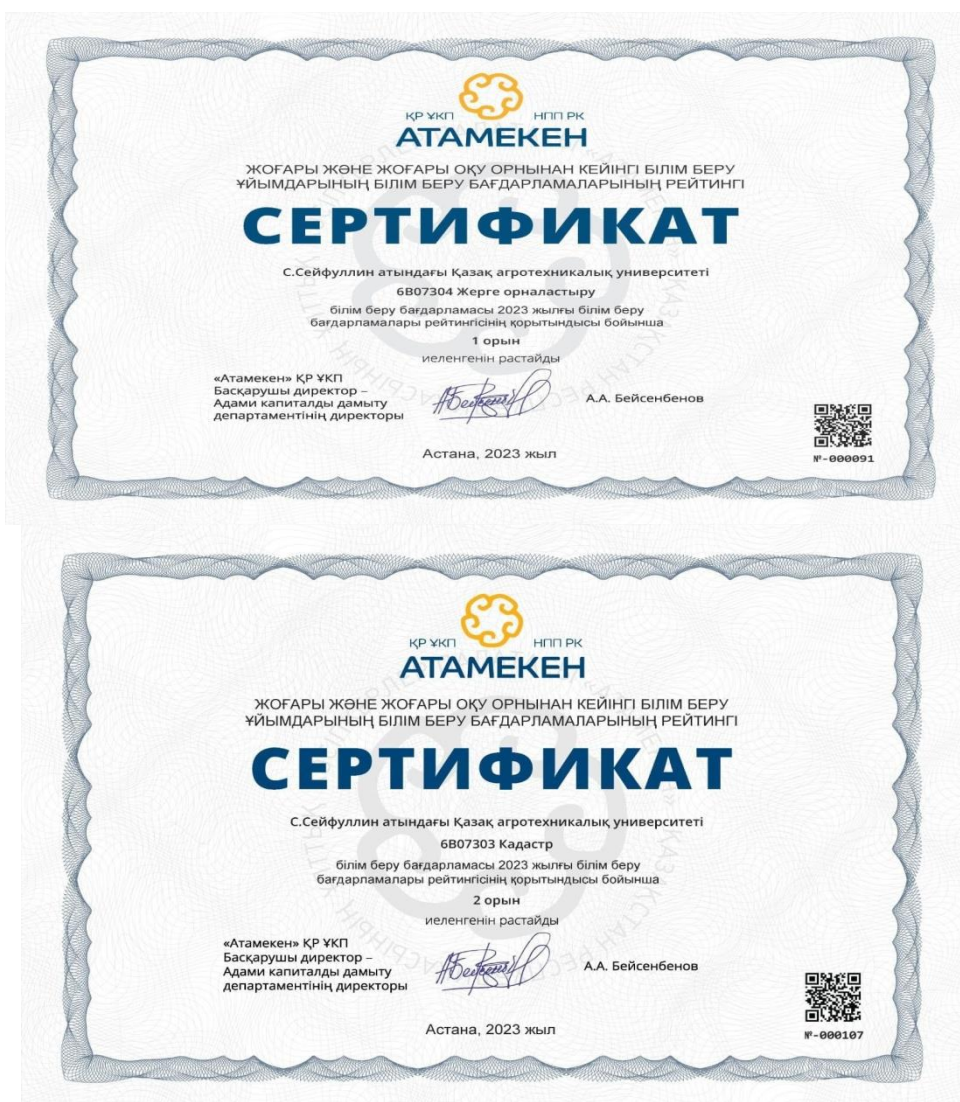 ҚР ҰКП НПП РК
АТАМЕКЕН
ЖОҒАРЫ ЖӘНЕ ЖОҒАРЫ ОҚУ ОРНЫНАН КЕЙІНГІ БІЛІМ БЕРУ
ҰЙЫМДАРЫНЫҢ БІЛІМ БЕРУ БАҒДАРЛАМАЛАРЫНЫҢ РЕЙТИНГІ
СЕРТИФИКАТ
С.Сейфуллин атындағы Қазақ агротехникалық университеті
6B07304 Жерге орналастыру
білім беру бағдарламасы 2023 жылғы білім беру
бағдарламалары рейтингісінің қорытындысы бойынша
1 орын
иеленгенін растайды
«Атамекен» ҚР ҰКП
Басқарушы директор –
Адами капиталды дамыту
департаментінің директоры
А.А. Бейсенбенов
Астана, 2023 жыл
№-000091
ҚР ҰКП НПП РК
АТАМЕКЕН
ЖОҒАРЫ ЖӘНЕ ЖОҒАРЫ ОҚУ ОРНЫНАН КЕЙІНГІ БІЛІМ БЕРУ
ҰЙЫМДАРЫНЫҢ БІЛІМ БЕРУ БАҒДАРЛАМАЛАРЫНЫҢ РЕЙТИНГІ
СЕРТИФИКАТ
С.Сейфуллин атындағы Қазақ агротехникалық университеті
6B07303 Кадастр
білім беру бағдарламасы 2023 жылғы білім беру
бағдарламалары рейтингісінің қорытындысы бойынша
2 орын
иеленгенін растайды
«Атамекен» ҚР ҰКП
Басқарушы директор –
Адами капиталды дамыту
департаментінің директоры
А.А. Бейсенбенов
Астана, 2023 жыл
№-000107